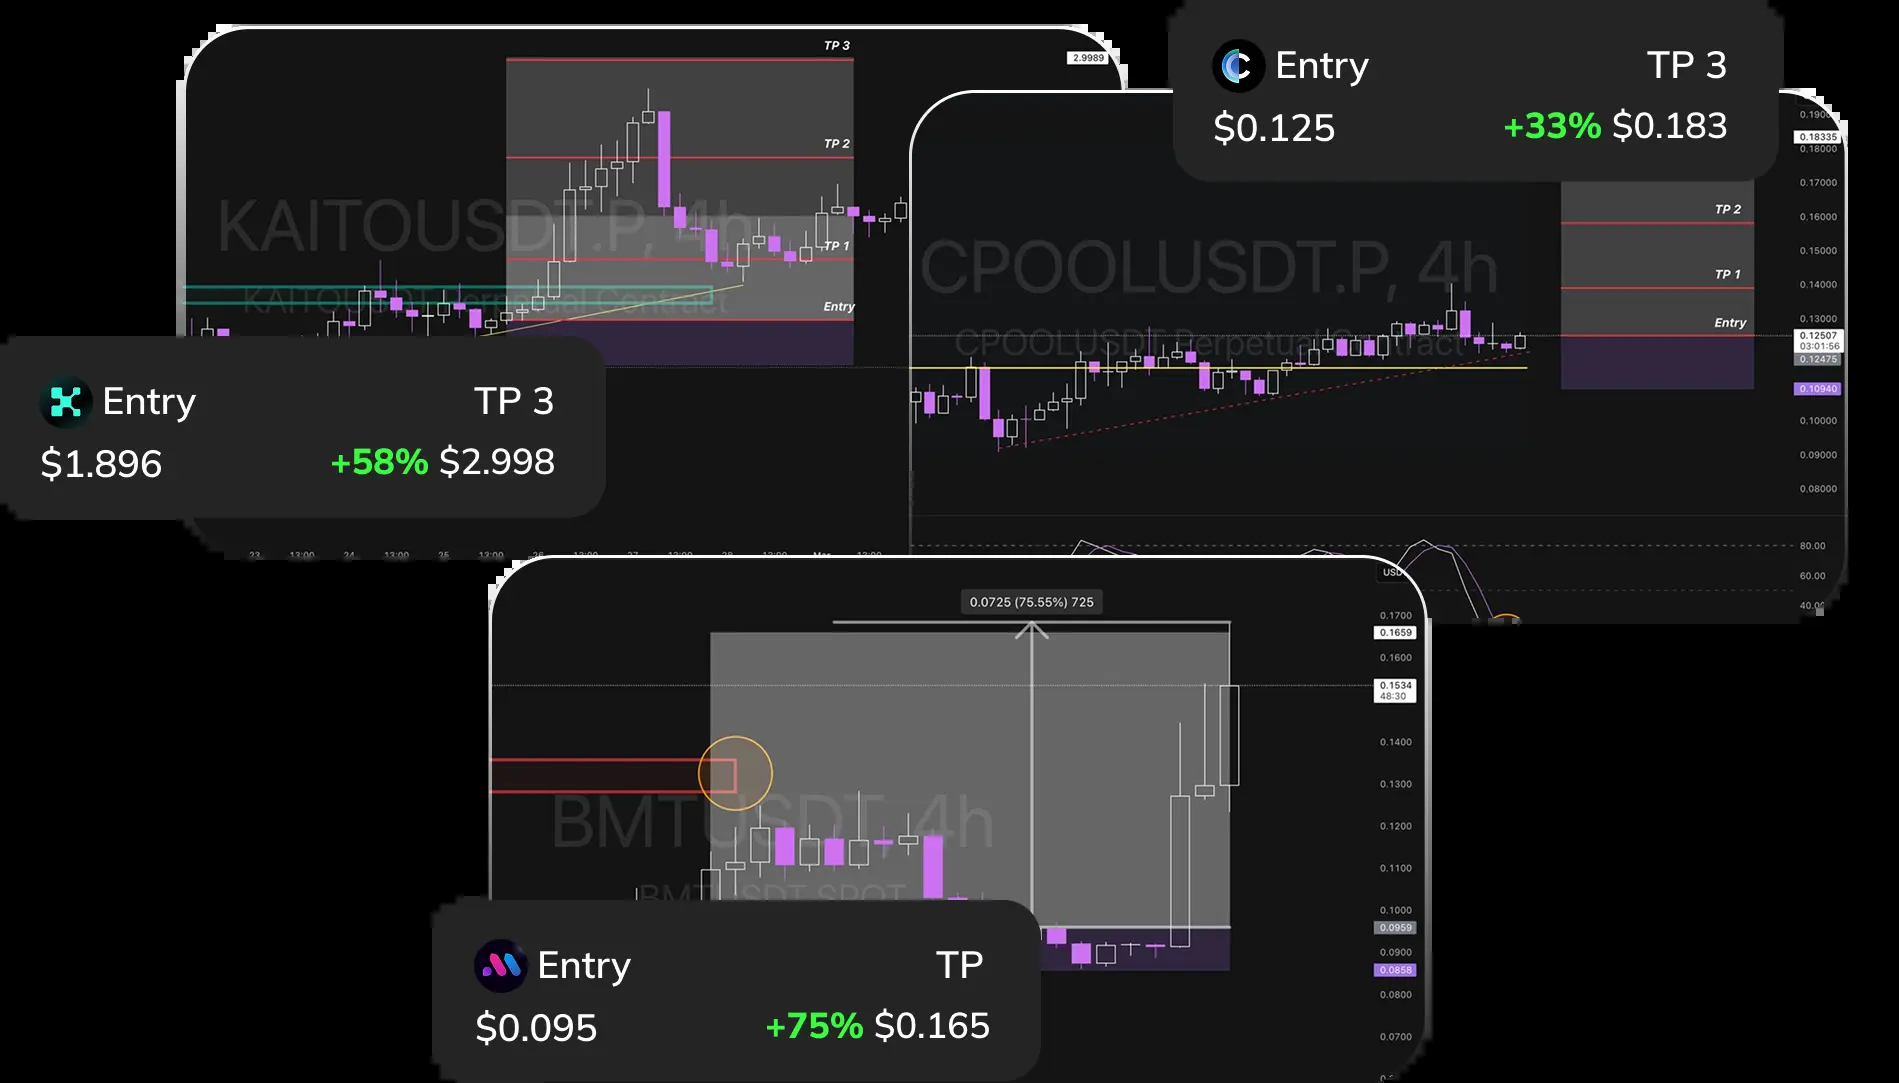 TP 3
2.9989
TP 2
KAITOUSDT.P, 4h
TP 1
KAITOUSDT Perpetual Contract
Entry
Entry
TP 3
$1.896
+58% $2.998
23 13:00 24 13:00 25 13:00 26 13:00 27 13:00 28 13:00 Mar 13:00
Entry
TP 3
$0.125
+33% $0.183
0.19000
0.18335
0.18000
0.17000
TP 2
0.16000
CPOOLUSDT.P, 4h
0.15000
TP 1
0.14000
0.13000
Entry
CPOOLUSDT Perpetual Contract
0.12507
03:01:56
0.12475
0.10940
0.10000
0.09000
0.08000
80.00
60.00
40.00
USD
0.0725 (75.55%) 725
0.1700
0.1659
0.1600
0.1534
48:30
0.1400
0.1300
BMTUSDT, 4h
0.1200
0.1100
BMTUSDT SPOT
0.1000
0.0959
0.0900
0.0858
0.0800
0.0700
Entry
TP
$0.095
+75% $0.165